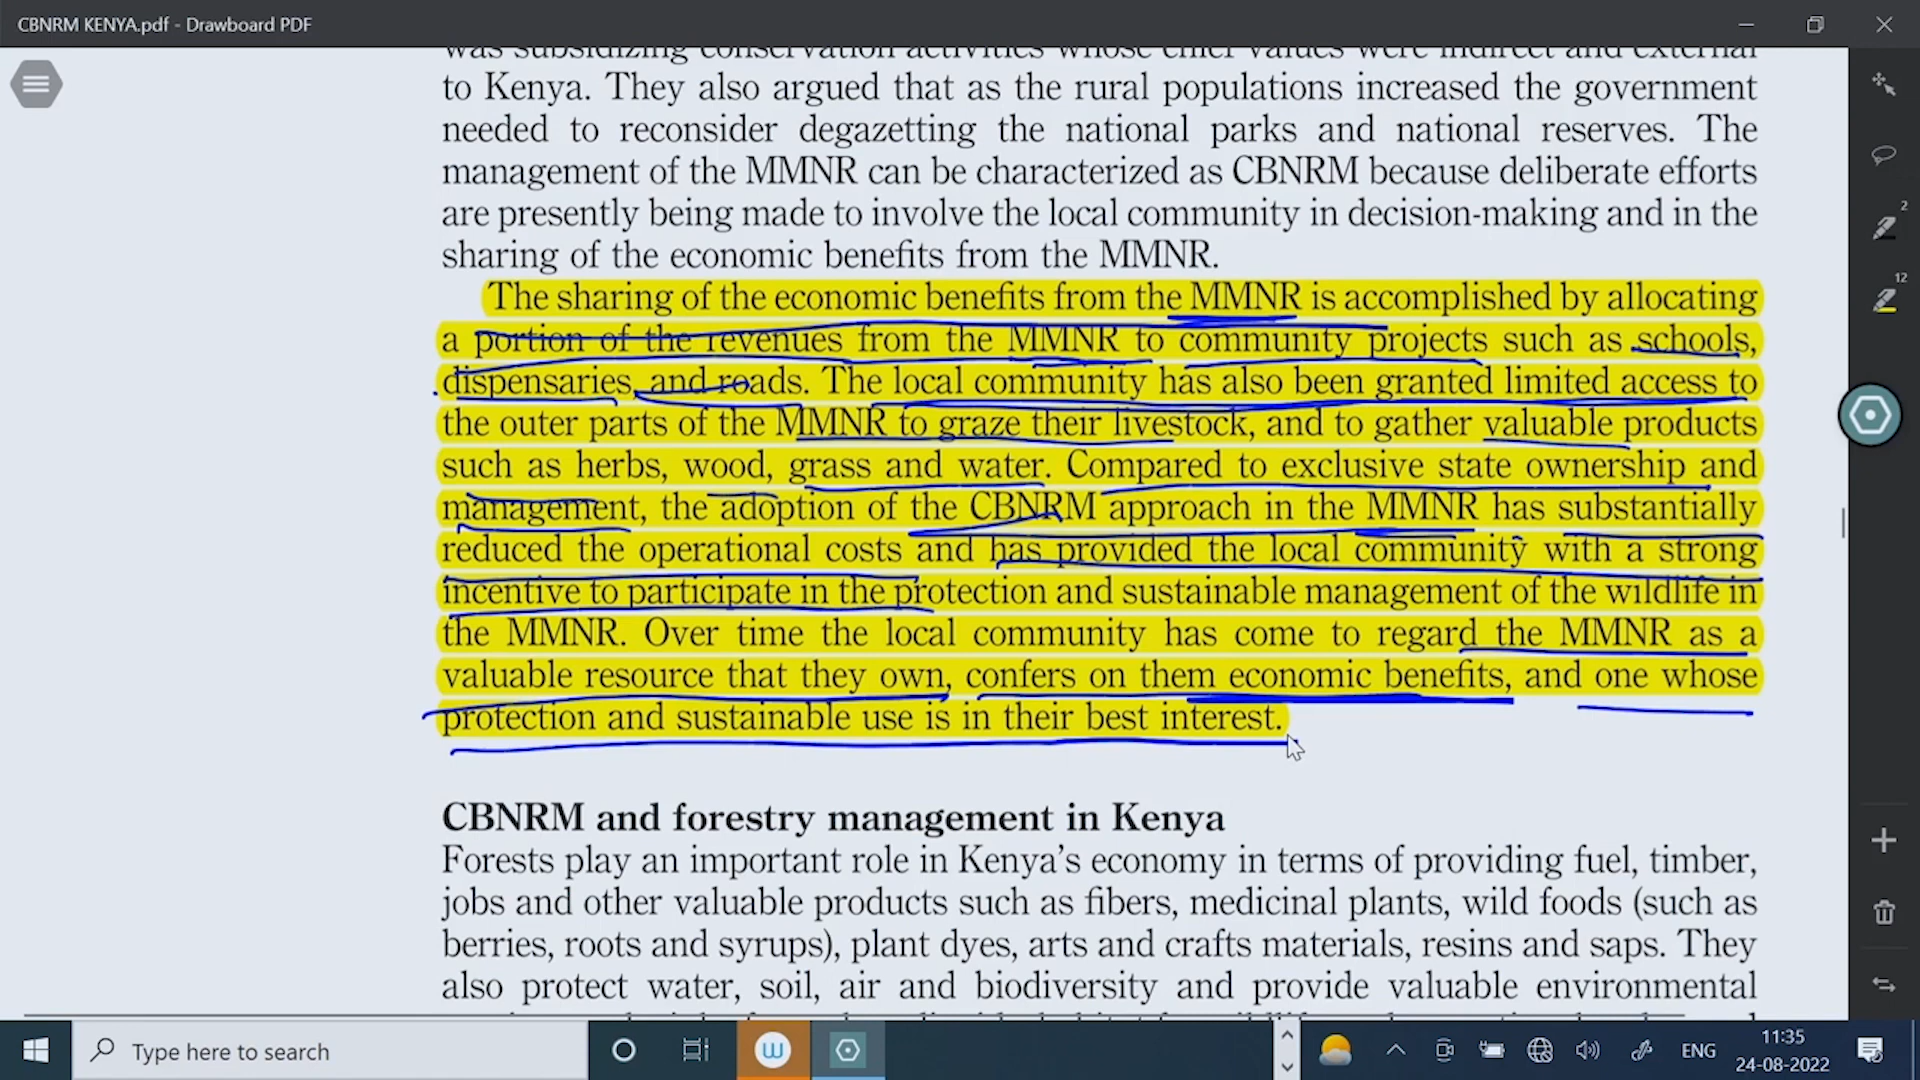 CBNRM KENYA.pdf - Drawboard PDF
was subsidizing conservation activities whose chief values were indirect and external
to Kenya. They also argued that as the rural populations increased the government
needed to reconsider degazetting the national parks and national reserves. The
management of the MMNR can be characterized as CBNRM because deliberate efforts
are presently being made to involve the local community in decision-making and in the
sharing of the economic benefits from the MMNR.
The sharing of the economic benefits from the MMNR is accomplished by allocating
a portion of the revenues from the MMNR to community projects such as schools,
dispensaries, and roads. The local community has also been granted limited access to
the outer parts of the MMNR to graze their livestock, and to gather valuable products
such as herbs, wood, grass and water. Compared to exclusive state ownership and
management, the adoption of the CBNRM approach in the MMNR has substantially
reduced the operational costs and has provided the local community with a strong
incentive to participate in the protection and sustainable management of the wildlife in
the MMNR. Over time the local community has come to regard the MMNR as a
valuable resource that they own, confers on them economic benefits, and one whose
protection and sustainable use is in their best interest.
CBNRM and forestry management in Kenya
Forests play an important role in Kenya's economy in terms of providing fuel, timber,
jobs and other valuable products such as fibers, medicinal plants, wild foods (such as
berries, roots and syrups), plant dyes, arts and crafts materials, resins and saps. They
also protect water, soil, air and biodiversity and provide valuable environmental
2
12
Type here to search
ENG
11:35
24-08-2022